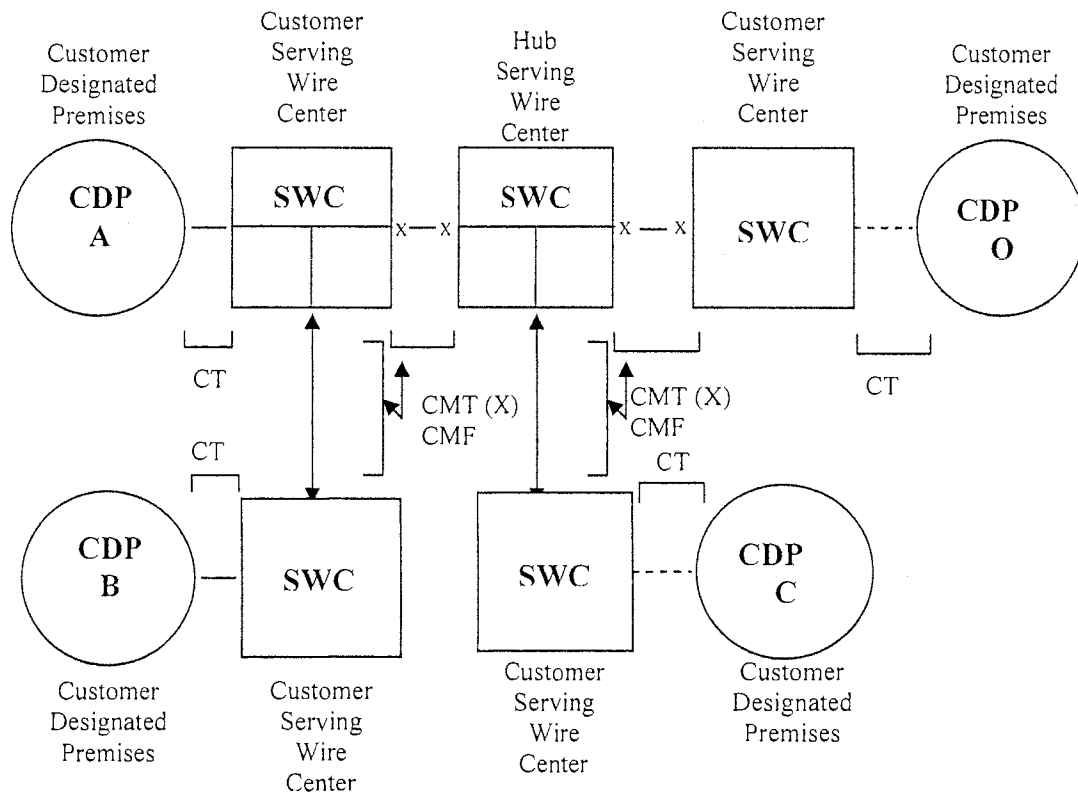 Customer
Designated
Premises
Customer
Serving
Wire
Center
Hub
Serving
Wire
Center
Customer
Serving
Wire
Center
Customer
Designated
Premises
CDP
A
SWC
X
X
SWC
X
X
SWC
CDP
O
CT
CMT (X)
CMF
CMT (X)
CMF
CT
CT
CT
CDP
B
SWC
SWC
CDP
C
Customer
Designated
Premises
Customer
Serving
Wire
Center
Customer
Serving
Wire
Center
Customer
Designated
Premises